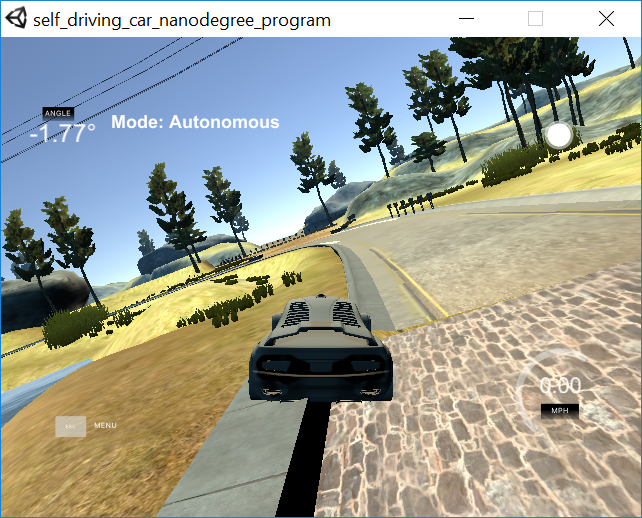 self_driving_car_nanodegree_program
ANGLE
-1.77°
Mode: Autonomous
0.00
MPH
MENU